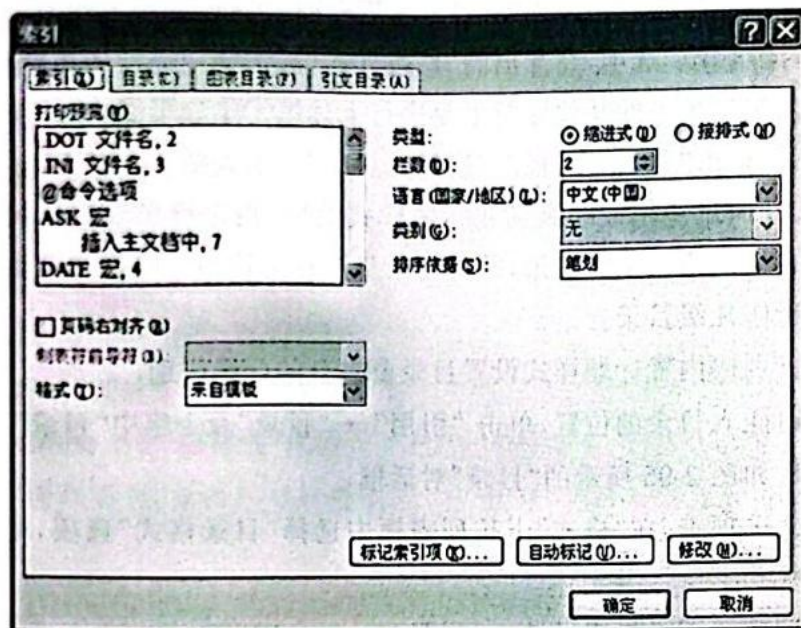 索引
索引(X) 目录(C) 图表目录(F) 引文目录(A)
打印预览(V)
.DOT 文件名, 2
.INI 文件名, 3
@命令选项
ASK 宏
插入主文档中, 7
DATE 宏, 4
类型: 缩进式(D) 接排式(N)
栏数(O): 2
语言(国家/地区)(L): 中文(中国)
类别(G): 无
排序依据(S): 笔划
页码右对齐(R)
制表符前导符(B): .......
格式(T): 来自模板
标记索引项(K)... 自动标记(U)... 修改(M)...
确定 取消